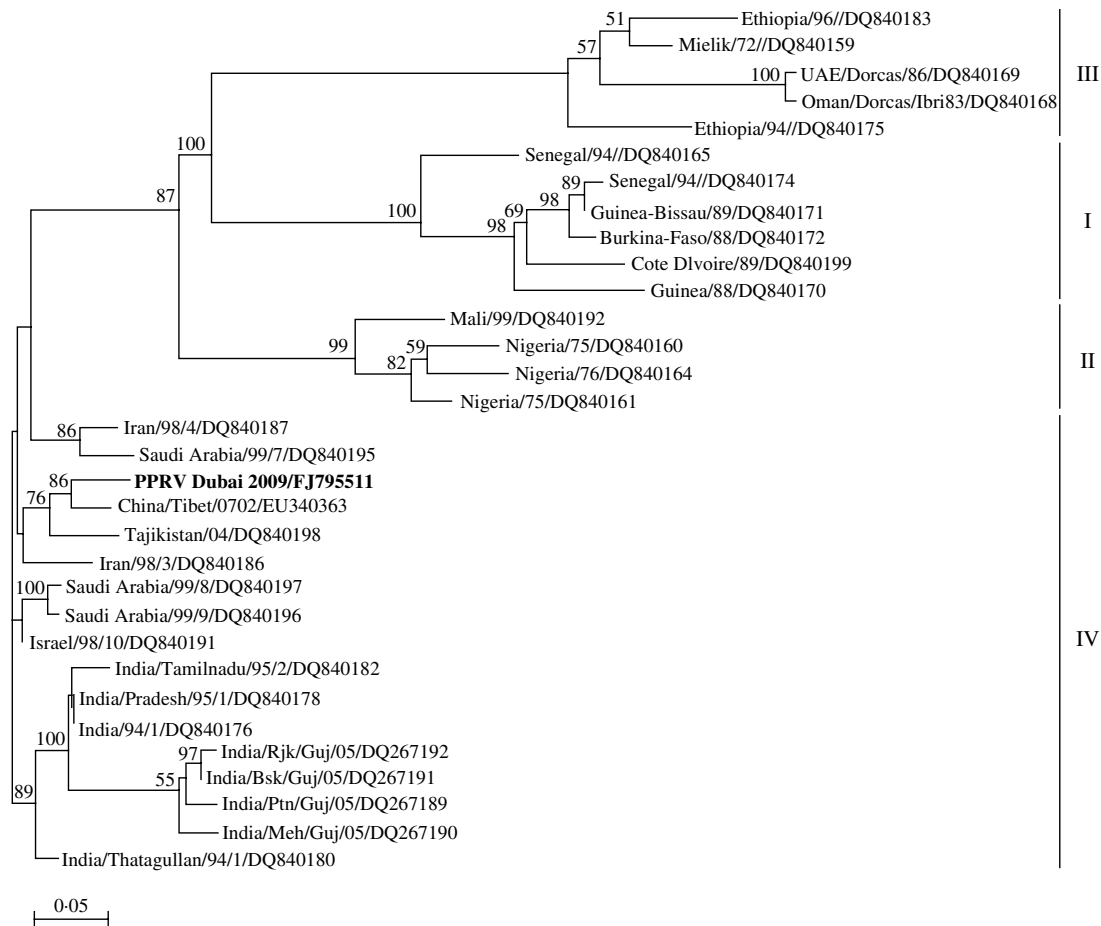 51
Ethiopia/96//DQ840183
Mielik/72//DQ840159
57
100
UAE/Dorcas/86/DQ840169
III
Oman/Dorcas/Ibri83/DQ840168
Ethiopia/94//DQ840175
100
Senegal/94//DQ840165
89
Senegal/94//DQ840174
87
98
100
69
Guinea-Bissau/89/DQ840171
I
98
Burkina-Faso/88/DQ840172
Cote Dlvoire/89/DQ840199
Guinea/88/DQ840170
Mali/99/DQ840192
99
59
Nigeria/75/DQ840160
82
II
Nigeria/76/DQ840164
Nigeria/75/DQ840161
86
Iran/98/4/DQ840187
Saudi Arabia/99/7/DQ840195
86
PPRV Dubai 2009/FJ795511
76
China/Tibet/0702/EU340363
Tajikistan/04/DQ840198
Iran/98/3/DQ840186
100
Saudi Arabia/99/8/DQ840197
Saudi Arabia/99/9/DQ840196
Israel/98/10/DQ840191
IV
India/Tamilnadu/95/2/DQ840182
India/Pradesh/95/1/DQ840178
India/94/1/DQ840176
100
97
India/Rjk/Guj/05/DQ267192
55
India/Bsk/Guj/05/DQ267191
89
India/Ptn/Guj/05/DQ267189
India/Meh/Guj/05/DQ267190
India/Thatagullan/94/1/DQ840180
0·05